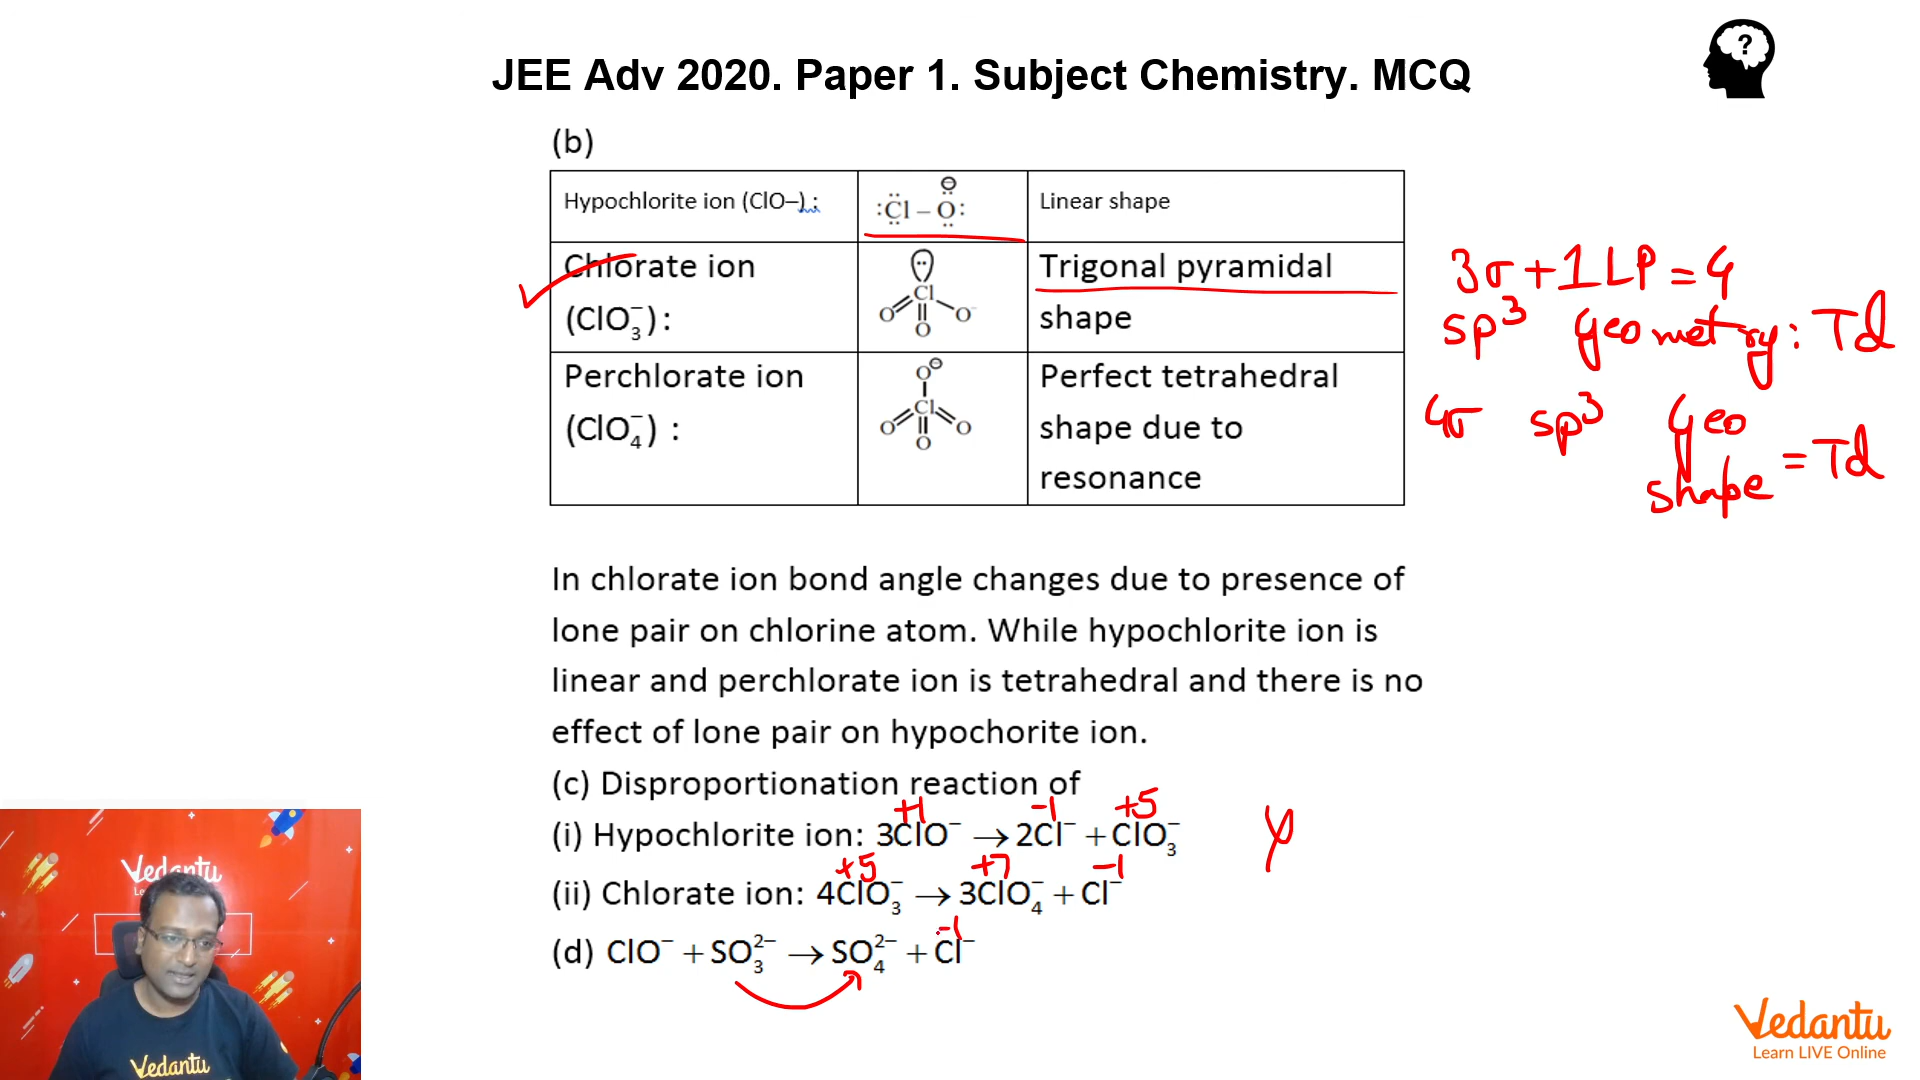 ?
JEE Adv 2020. Paper 1. Subject Chemistry. MCQ
(b)
Hypochlorite ion (ClO–) :
:Cl – O: ⊖
Linear shape
Chlorate ion
(ClO₃⁻) :
Cl
O O⁻
O
Trigonal pyramidal
shape
Perchlorate ion
(ClO₄⁻) :
O⊖
Cl
O O
O
Perfect tetrahedral
shape due to
resonance
3σ + 1 LP = 4
sp³ geometry: Td
4σ sp³ geo
shape = Td
In chlorate ion bond angle changes due to presence of
lone pair on chlorine atom. While hypochlorite ion is
linear and perchlorate ion is tetrahedral and there is no
effect of lone pair on hypochorite ion.
(c) Disproportionation reaction of
+1 -1 +5
(i) Hypochlorite ion: 3ClO⁻ → 2Cl⁻ + ClO₃⁻
+5 +7 -1
(ii) Chlorate ion: 4ClO₃⁻ → 3ClO₄⁻ + Cl⁻
-1
(d) ClO⁻ + SO₃²⁻ → SO₄²⁻ + Cl⁻
Vedantu
Le
Vedantu
Vedantu
Learn LIVE Online